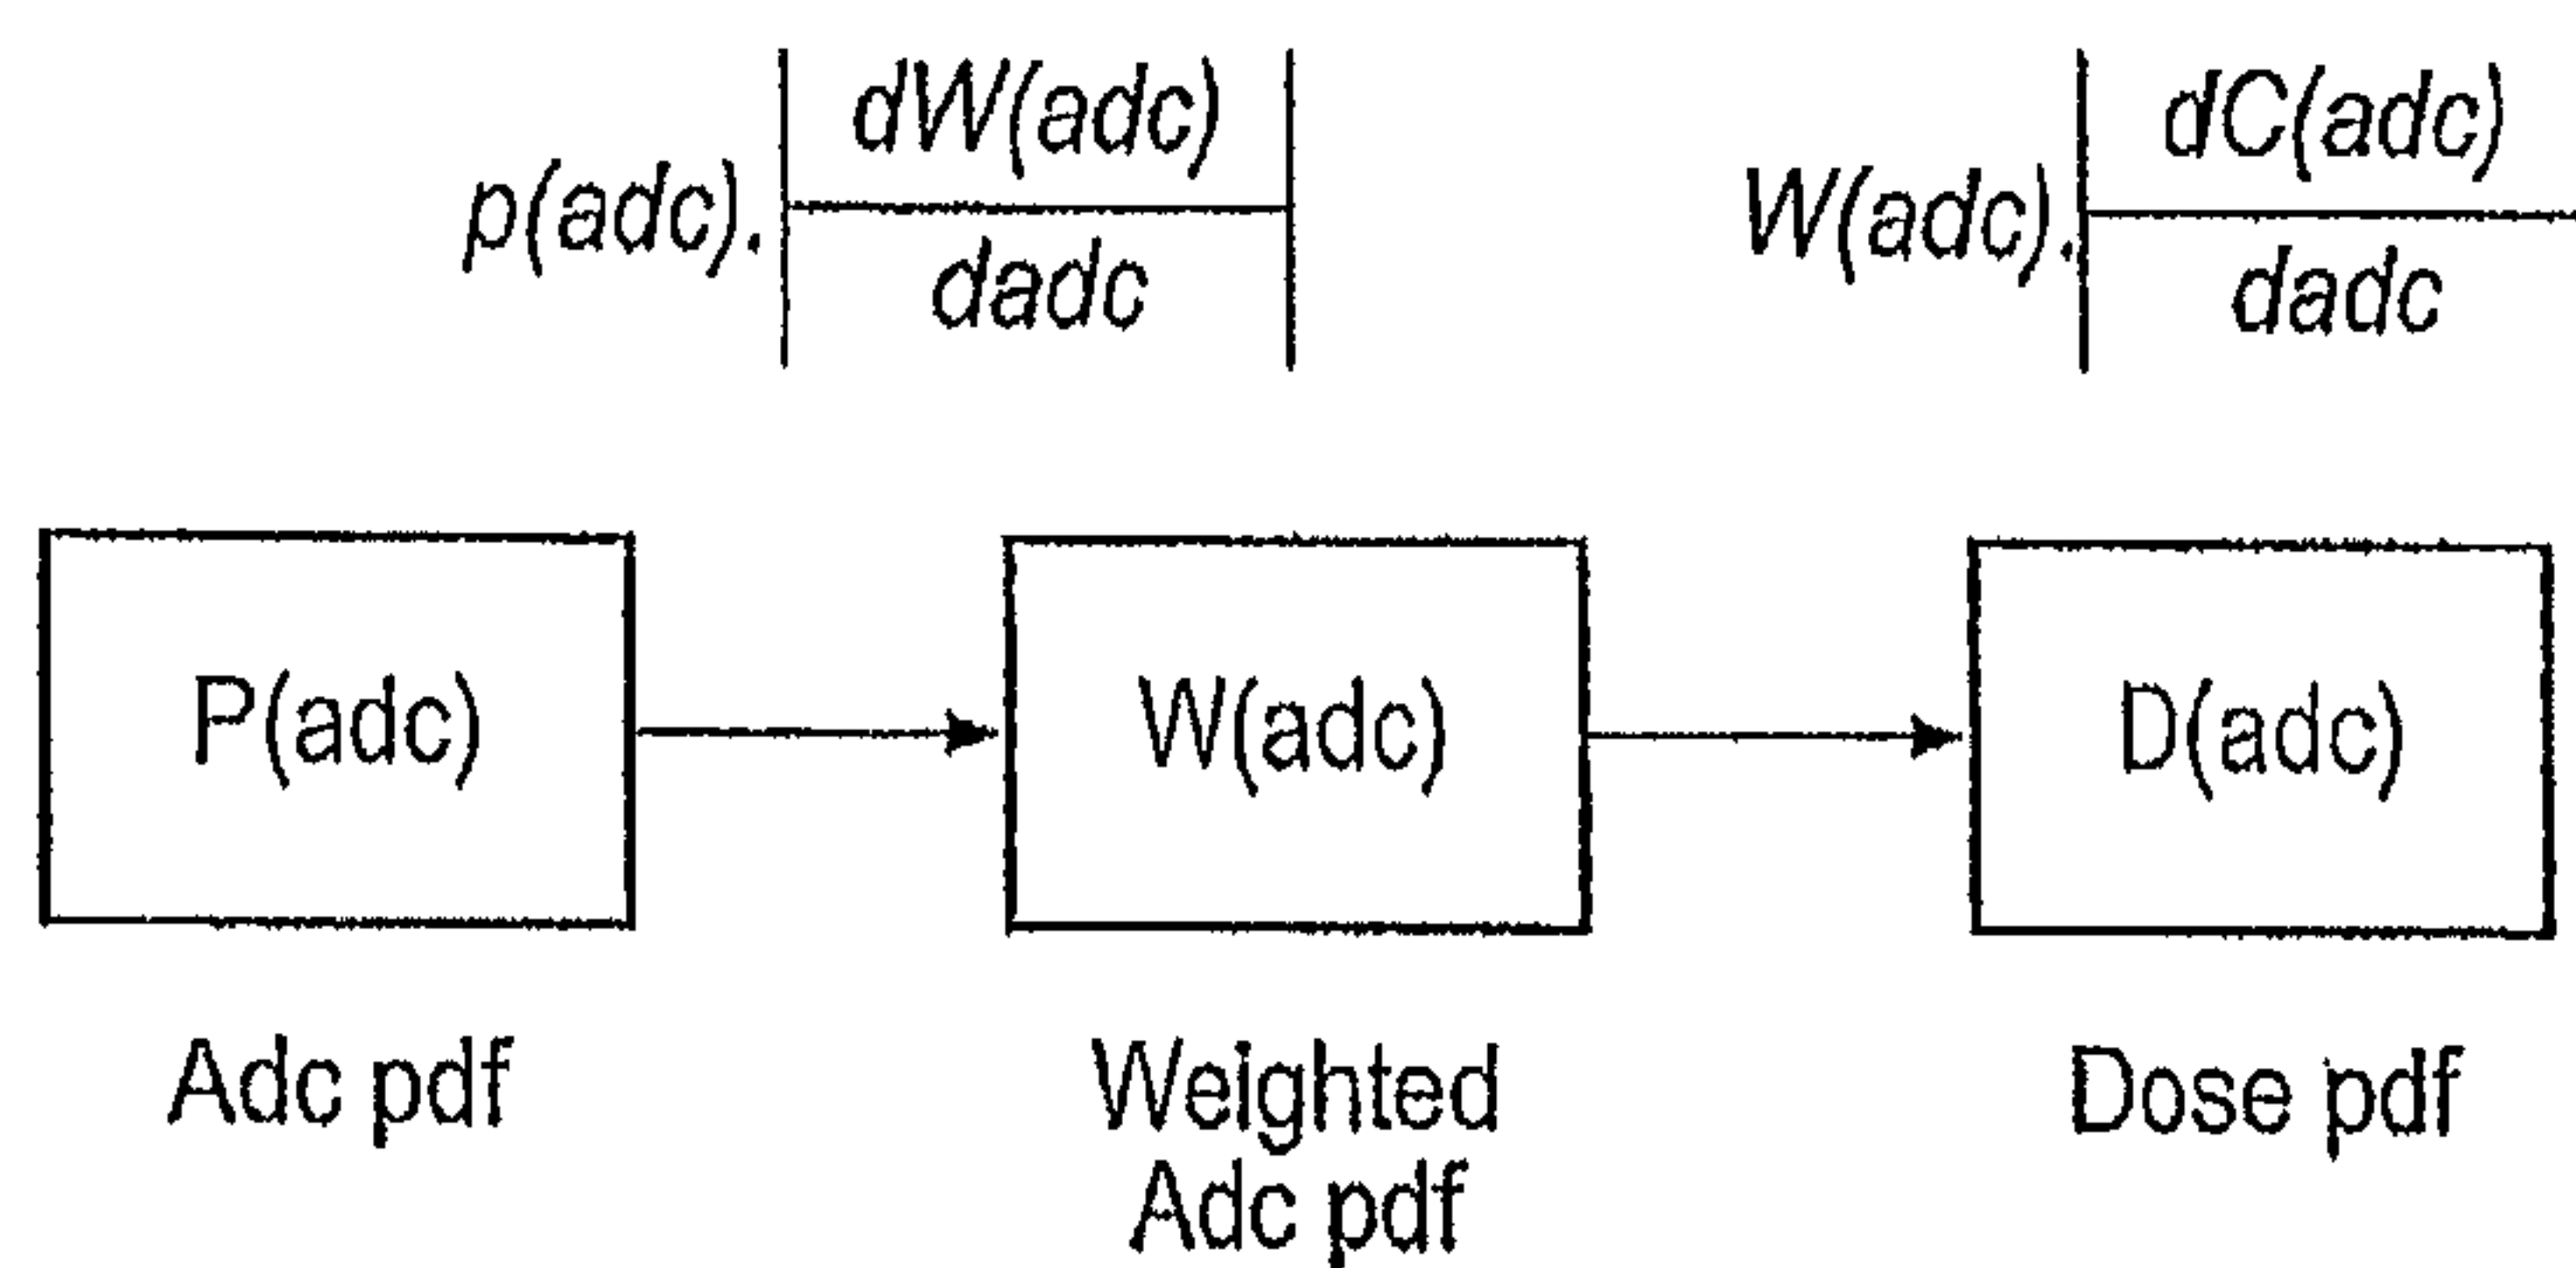 p(adc). | dW(adc) / dadc |
W(adc). | dC(adc) / dadc
P(adc)
W(adc)
D(adc)
Adc pdf
Weighted
Adc pdf
Dose pdf